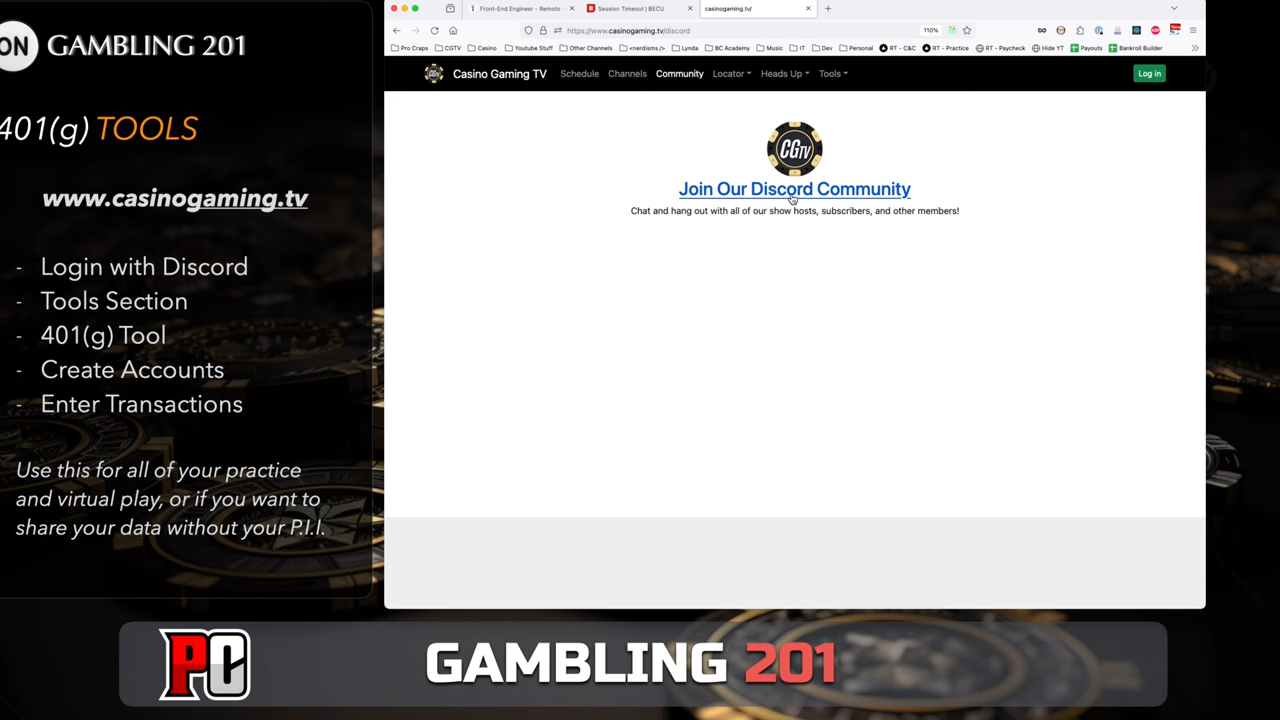 ON GAMBLING 201
401(g) TOOLS
www.casinogaming.tv
- Login with Discord
- Tools Section
- 401(g) Tool
- Create Accounts
- Enter Transactions
Use this for all of your practice
and virtual play, or if you want to
share your data without your P.I.I.
Front-End Engineer - Remote -
Session Timeout | BECU
casinogaming.tv/
https://www.casinogaming.tv/discord
110%
Pro Craps CGTV Casino Youtube Stuff Other Channels <nerdisms /> Lynda BC Academy Music IT Dev Personal RT - C&C RT - Practice RT - Paycheck Hide YT Payouts Bankroll Builder
Casino Gaming TV Schedule Channels Community Locator Heads Up Tools Log in
CGTV
Join Our Discord Community
Chat and hang out with all of our show hosts, subscribers, and other members!
PC GAMBLING 201